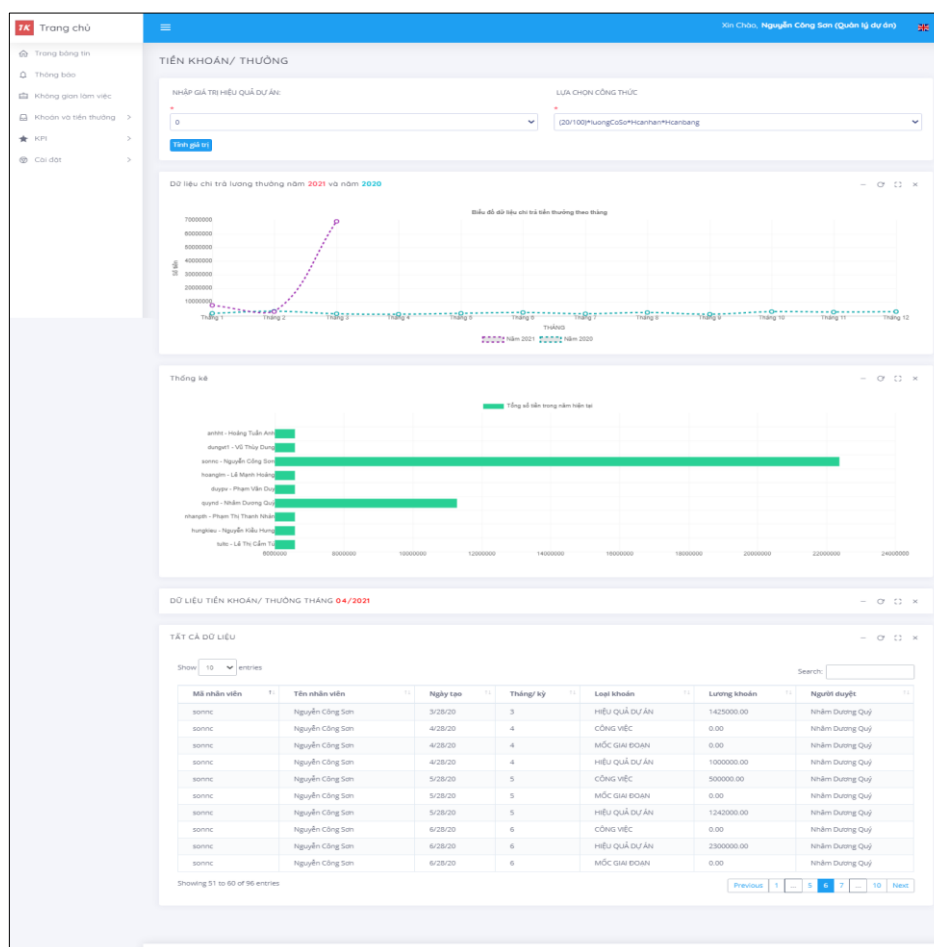 TK Trang chủ
Xin Chào, Nguyễn Công Sơn (Quản lý dự án)
Trang bảng tin
Thông báo
Không gian làm việc
Khoán và tiền thưởng
KPI
Cài đặt
TIỀN KHOÁN/ THƯỞNG
NHẬP GIÁ TRỊ HIỆU QUẢ DỰ ÁN:
*
0
Tính giá trị
LỰA CHỌN CÔNG THỨC
*
(20/100)*luongCoSo*Hcanhan*Hcanbang
Dữ liệu chi trả lương thưởng năm 2021 và năm 2020
Biểu đồ dữ liệu chi trả tiền thưởng theo tháng
70000000
60000000
50000000
40000000
30000000
20000000
10000000
Số tiền
Tháng 1 Tháng 2 Tháng 3 Tháng 4 Tháng 5 Tháng 6 Tháng 7 Tháng 8 Tháng 9 Tháng 10 Tháng 11 Tháng 12
THÁNG
Năm 2021 Năm 2020
Thống kê
Tổng số tiền trong năm hiện tại
anhht - Hoàng Tuấn Anh
dungvt1 - Vũ Thùy Dung
sonnc - Nguyễn Công Sơn
hoanglm - Lê Mạnh Hoàng
duypv - Phạm Văn Duy
quynd - Nhâm Dương Quý
nhanpth - Phạm Thị Thanh Nhàn
hungkieu - Nguyễn Kiều Hưng
tultc - Lê Thị Cẩm Tú
6000000 8000000 10000000 12000000 14000000 16000000 18000000 20000000 22000000 24000000
DỮ LIỆU TIỀN KHOÁN/ THƯỞNG THÁNG 04/2021
TẤT CẢ DỮ LIỆU
Show 10 entries
Search:
Mã nhân viên Tên nhân viên Ngày tạo Tháng/ kỳ Loại khoán Lương khoán Người duyệt
sonnc Nguyễn Công Sơn 3/28/20 3 HIỆU QUẢ DỰ ÁN 1425000.00 Nhâm Dương Quý
sonnc Nguyễn Công Sơn 4/28/20 4 CÔNG VIỆC 0.00 Nhâm Dương Quý
sonnc Nguyễn Công Sơn 4/28/20 4 MỐC GIAI ĐOẠN 0.00 Nhâm Dương Quý
sonnc Nguyễn Công Sơn 4/28/20 4 HIỆU QUẢ DỰ ÁN 1000000.00 Nhâm Dương Quý
sonnc Nguyễn Công Sơn 5/28/20 5 CÔNG VIỆC 500000.00 Nhâm Dương Quý
sonnc Nguyễn Công Sơn 5/28/20 5 MỐC GIAI ĐOẠN 0.00 Nhâm Dương Quý
sonnc Nguyễn Công Sơn 5/28/20 5 HIỆU QUẢ DỰ ÁN 1242000.00 Nhâm Dương Quý
sonnc Nguyễn Công Sơn 6/28/20 6 CÔNG VIỆC 0.00 Nhâm Dương Quý
sonnc Nguyễn Công Sơn 6/28/20 6 HIỆU QUẢ DỰ ÁN 2300000.00 Nhâm Dương Quý
sonnc Nguyễn Công Sơn 6/28/20 6 MỐC GIAI ĐOẠN 0.00 Nhâm Dương Quý
Showing 51 to 60 of 96 entries
Previous 1 ... 5 6 7 ... 10 Next